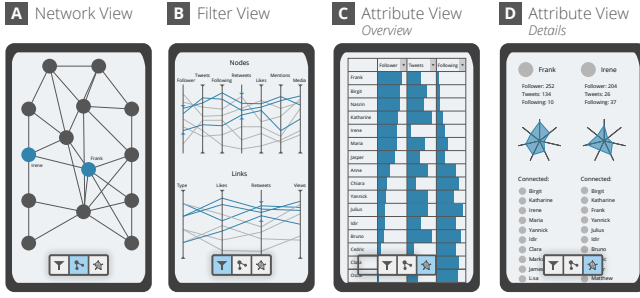 A Network View
B Filter View
C Attribute View
Overview
D Attribute View
Details
Irene
Frank
Nodes
Tweets Retweets Mentions
Follower Following Likes Media
Links
Type Likes Retweets Views
Follower Tweets Following
Frank
Birgit
Nasrin
Katharine
Irene
Maria
Jasper
Anne
Chiara
Yannick
Julius
Idir
Bruno
Cedric
Frank Irene
Follower: 252 Follower: 204
Tweets: 134 Tweets: 26
Following: 10 Following: 37
Connected: Connected:
Birgit Birgit
Katharine Katharine
Irene Frank
Maria Yannick
Yannick Julius
Idir Idir
Clara Bruno
Lisa Matthew